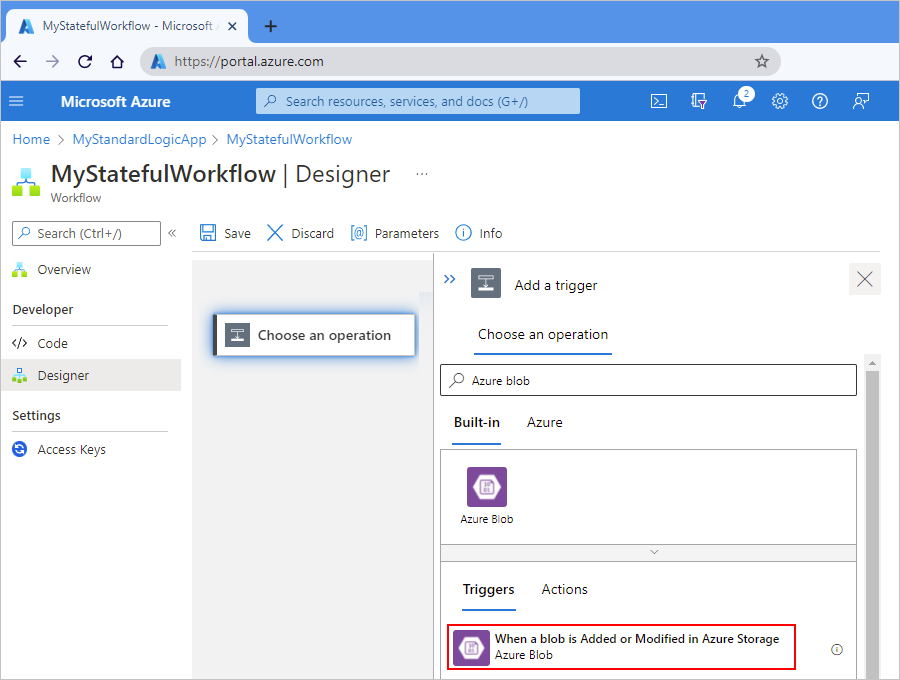 MyStatefulWorkflow - Microsoft
https://portal.azure.com
Microsoft Azure
Search resources, services, and docs (G+/)
2
Home > MyStandardLogicApp > MyStatefulWorkflow
MyStatefulWorkflow | Designer ...
Workflow
Search (Ctrl+/)
«
Save
Discard
[@] Parameters
Info
Overview
Developer
</> Code
Designer
Settings
Access Keys
Choose an operation
Add a trigger
Choose an operation
Azure blob
Built-in
Azure
Azure Blob
Triggers
Actions
When a blob is Added or Modified in Azure Storage
Azure Blob